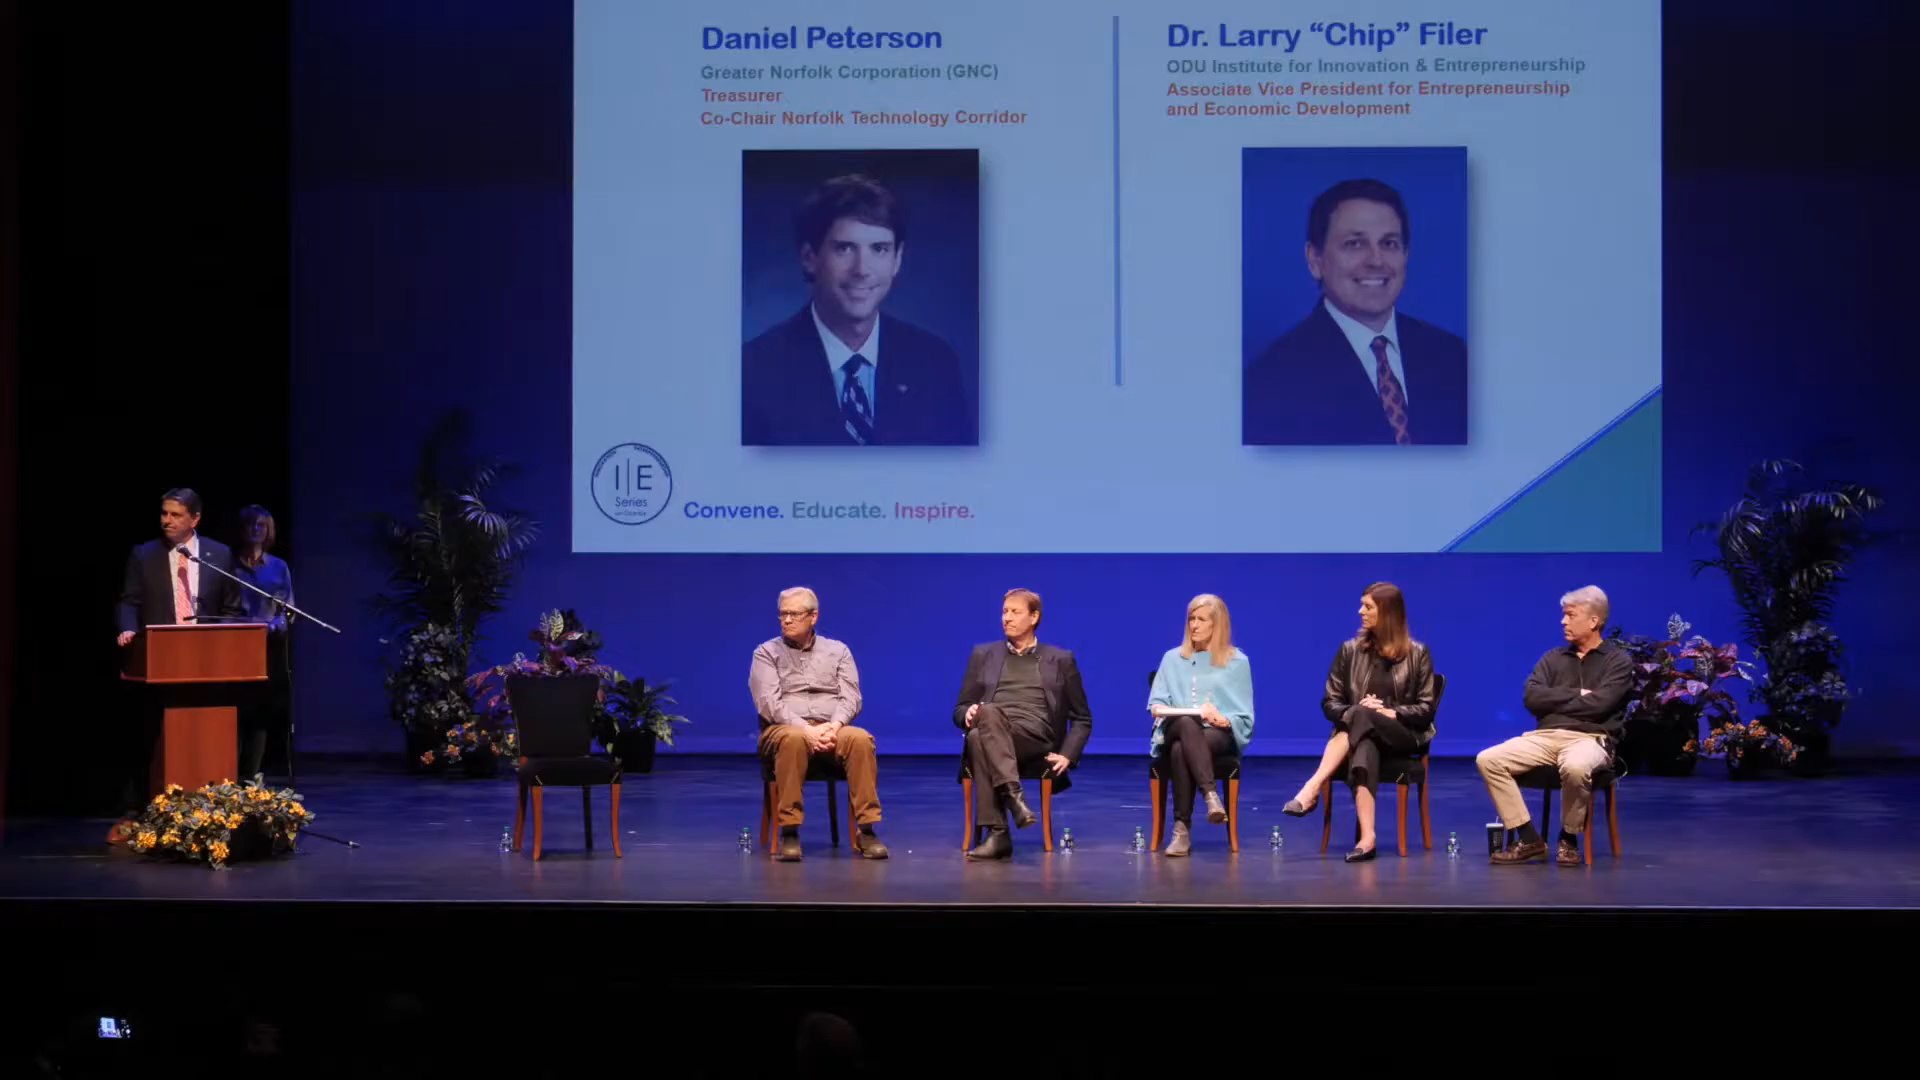 Daniel Peterson
Greater Norfolk Corporation (GNC)
Treasurer
Co-Chair Norfolk Technology Corridor
Dr. Larry “Chip” Filer
ODU Institute for Innovation & Entrepreneurship
Associate Vice President for Entrepreneurship
and Economic Development
I|E
Series
Convene. Educate. Inspire.